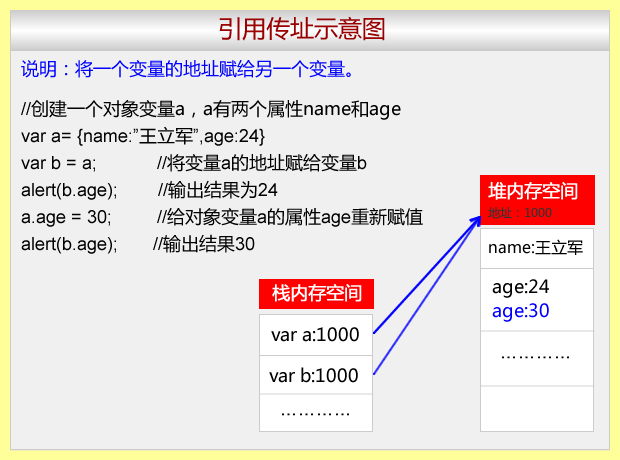 引用传址示意图
说明：将一个变量的地址赋给另一个变量。
//创建一个对象变量a，a有两个属性name和age
var a= {name:”王立军”,age:24}
var b = a; //将变量a的地址赋给变量b
alert(b.age); //输出结果为24
a.age = 30; //给对象变量a的属性age重新赋值
alert(b.age); //输出结果30
栈内存空间
var a:1000
var b:1000
…………
堆内存空间
地址：1000
name:王立军
age:24
age:30
…………